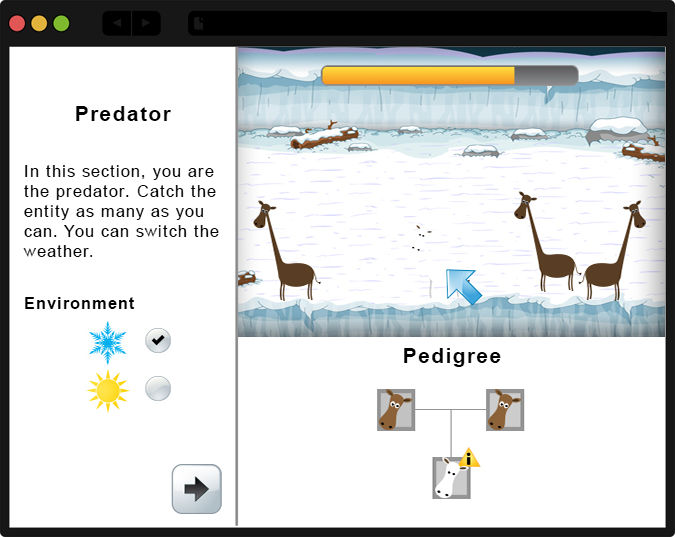 Predator
In this section, you are
the predator. Catch the
entity as many as you
can. You can switch the
weather.
Environment
Pedigree